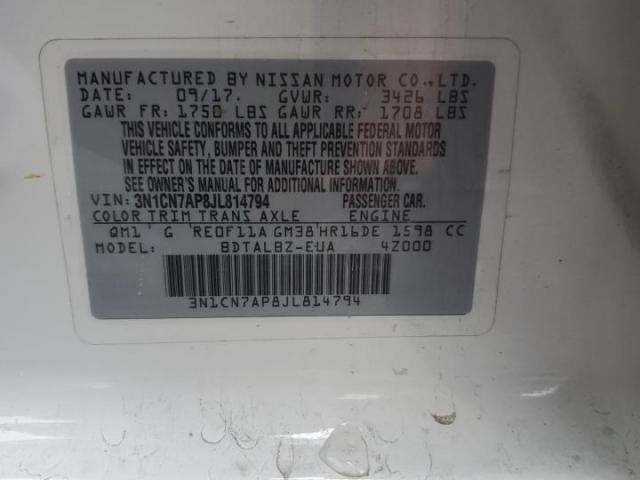 MANUFACTURED BY NISSAN MOTOR CO.,LTD.
DATE: 09/17. GVWR: 3426 LBS
GAWR FR: 1750 LBS GAWR RR: 1708 LBS
THIS VEHICLE CONFORMS TO ALL APPLICABLE FEDERAL MOTOR
VEHICLE SAFETY, BUMPER AND THEFT PREVENTION STANDARDS
IN EFFECT ON THE DATE OF MANUFACTURE SHOWN ABOVE.
SEE OWNER'S MANUAL FOR ADDITIONAL INFORMATION.
VIN: 3N1CN7AP8JL814794 PASSENGER CAR.
COLOR TRIM TRANS AXLE ENGINE
QM1 G RE0F11A GM38 HR16DE 1598 CC
MODEL: BDTALBZ-EUA 4Z000
3N1CN7AP8JL814794